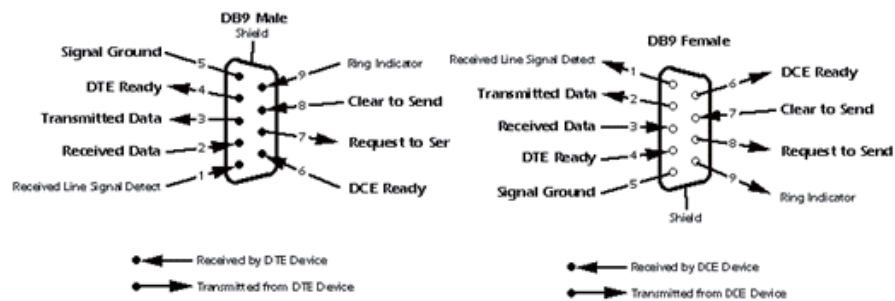 DB9 Male
Shield
Signal Ground
5
9
Ring Indicator
DTE Ready
4
8
Clear to Send
Transmitted Data
3
7
Request to Ser
Received Data
2
6
DCE Ready
Received Line Signal Detect
1
Received by DTE Device
Transmitted from DTE Device
DB9 Female
Received Line Signal Detect
1
6
DCE Ready
Transmitted Data
2
7
Clear to Send
Received Data
3
8
Request to Send
DTE Ready
4
9
Ring Indicator
Signal Ground
5
Shield
Received by DCE Device
Transmitted from DCE Device